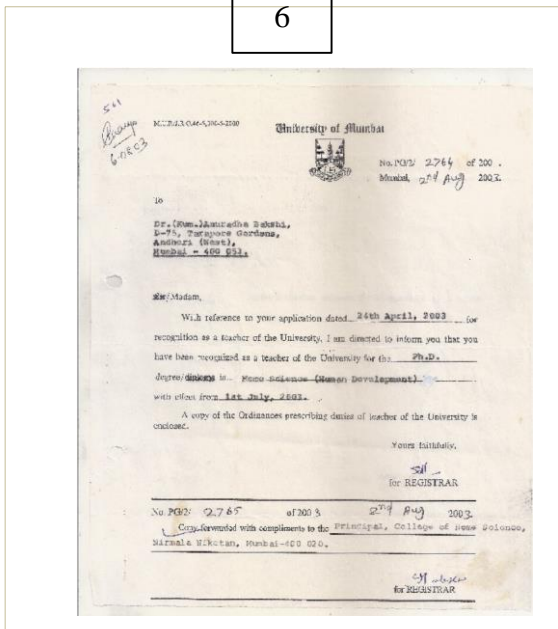 6
561
6-08-03
University of Mumbai
No.PG/2/ 2764 of 200 .
Mumbai, 2nd Aug 2003.
To
Dr.(Kum.)Anuradha Bakshi,
D-76, Tarapore Gardens,
Andheri (West),
Mumbai - 400 053.
Sir/Madam,
With reference to your application dated 24th April, 2003 for
recognition as a teacher of the University, I am directed to inform you that you
have been recognized as a teacher of the University for the Ph.D.
degree/diploma in Home Science (Human Development)
with effect from 1st July, 2003.
A copy of the Ordinances prescribing duties of teacher of the University is
enclosed.
Yours faithfully,
for REGISTRAR
No. PG/2/ 2765 of 2003 2nd Aug 2003.
Copy forwarded with compliments to the Principal, College of Home Science,
Nirmala Niketan, Mumbai-400 020.
for REGISTRAR